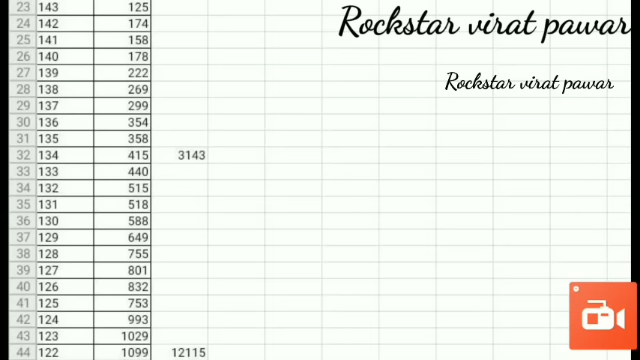 Rockstar virat pawar
Rockstar virat pawar
23 143 125
24 142 174
25 141 158
26 140 178
27 139 222
28 138 269
29 137 299
30 136 354
31 135 358
32 134 415 3143
33 133 440
34 132 515
35 131 518
36 130 588
37 129 649
38 128 755
39 127 801
40 126 832
41 125 753
42 124 993
43 123 1029
44 122 1099 12115